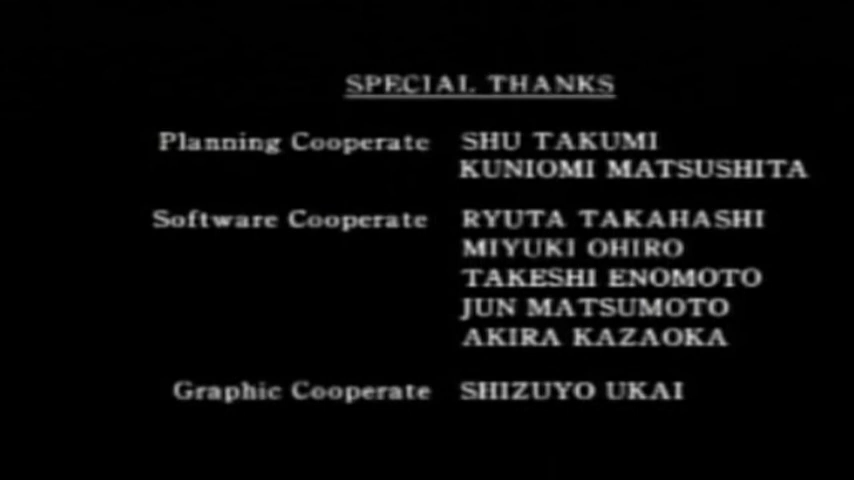 SPECIAL THANKS
Planning Cooperate SHU TAKUMI
KUNIOMI MATSUSHITA
Software Cooperate RYUTA TAKAHASHI
MIYUKI OHIRO
TAKESHI ENOMOTO
JUN MATSUMOTO
AKIRA KAZAOKA
Graphic Cooperate SHIZUYO UKAI